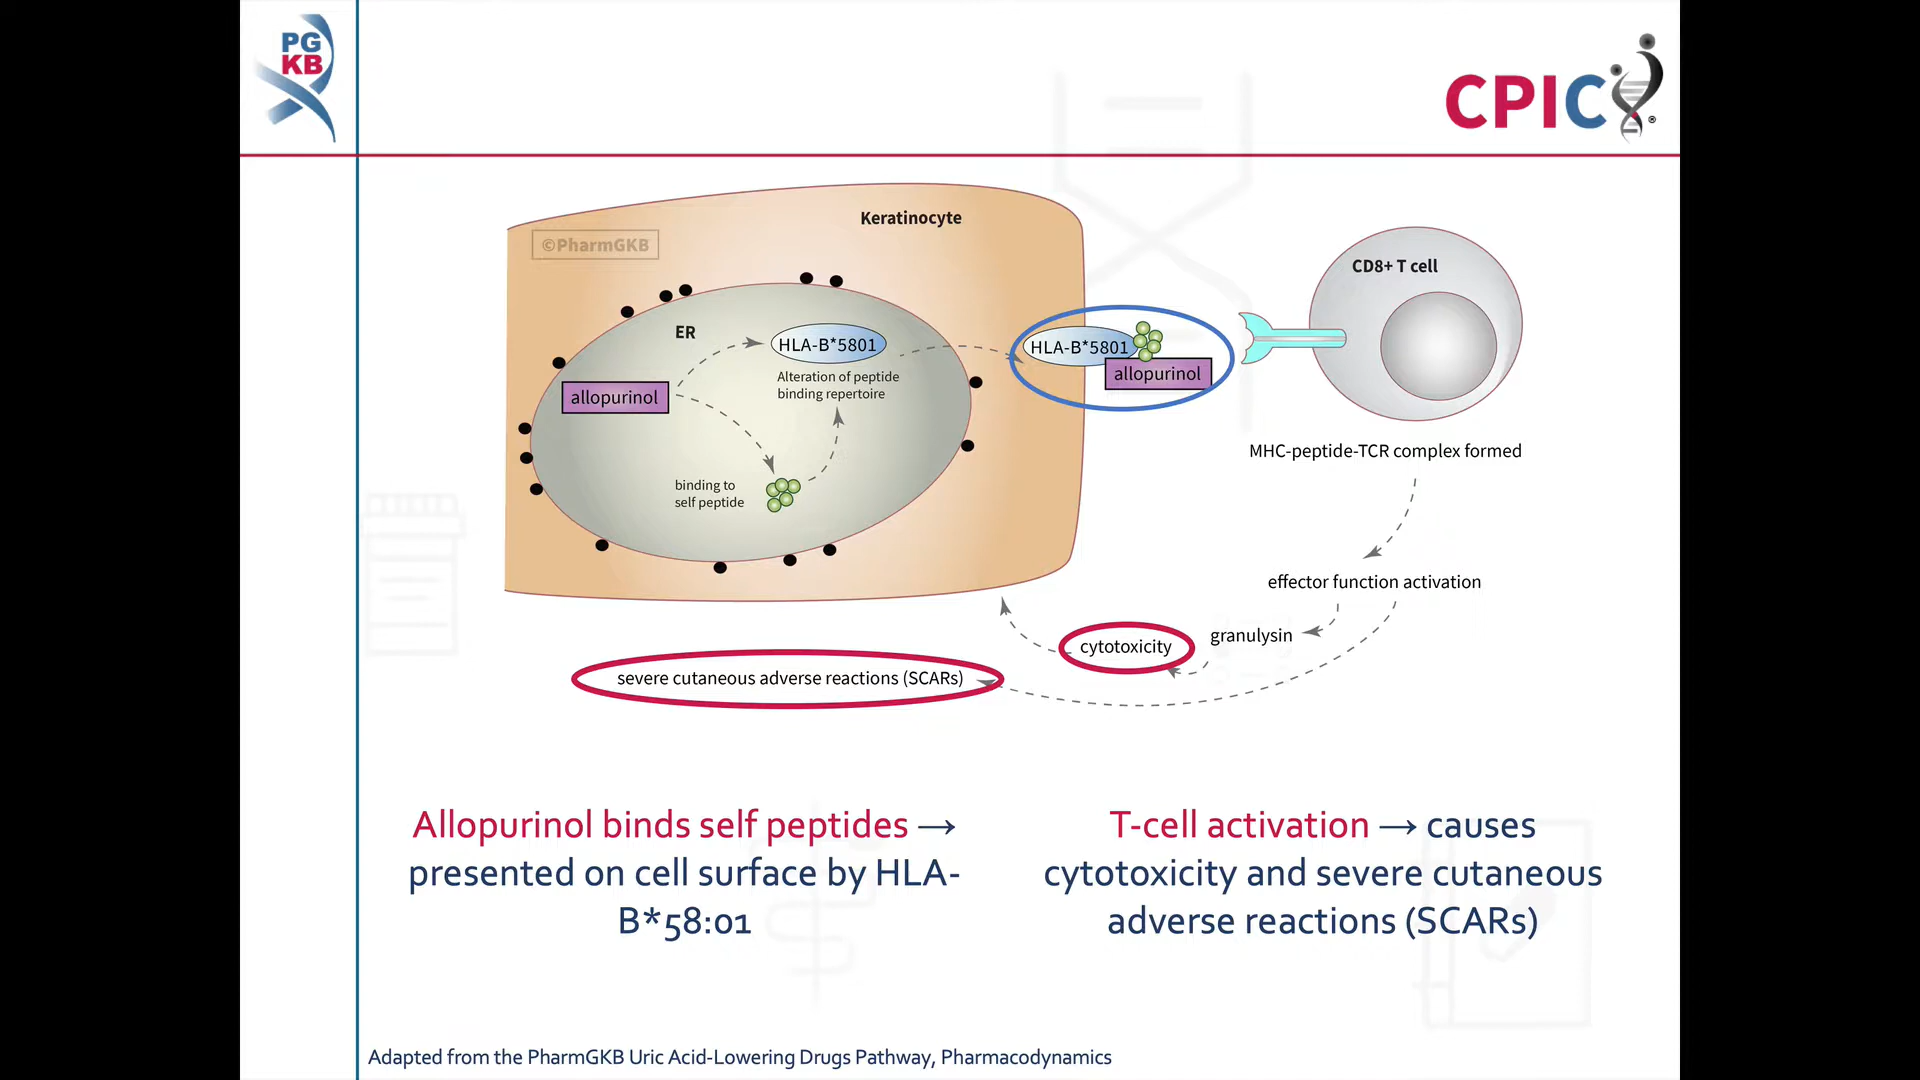 PG
KB
CPIC
®
Keratinocyte
©PharmGKB
CD8+ T cell
ER
HLA-B*5801
HLA-B*5801
Alteration of peptide
binding repertoire
allopurinol
allopurinol
MHC-peptide-TCR complex formed
binding to
self peptide
effector function activation
granulysin
cytotoxicity
severe cutaneous adverse reactions (SCARs)
Allopurinol binds self peptides →
presented on cell surface by HLA-
B*58:01
T-cell activation → causes
cytotoxicity and severe cutaneous
adverse reactions (SCARs)
Adapted from the PharmGKB Uric Acid-Lowering Drugs Pathway, Pharmacodynamics